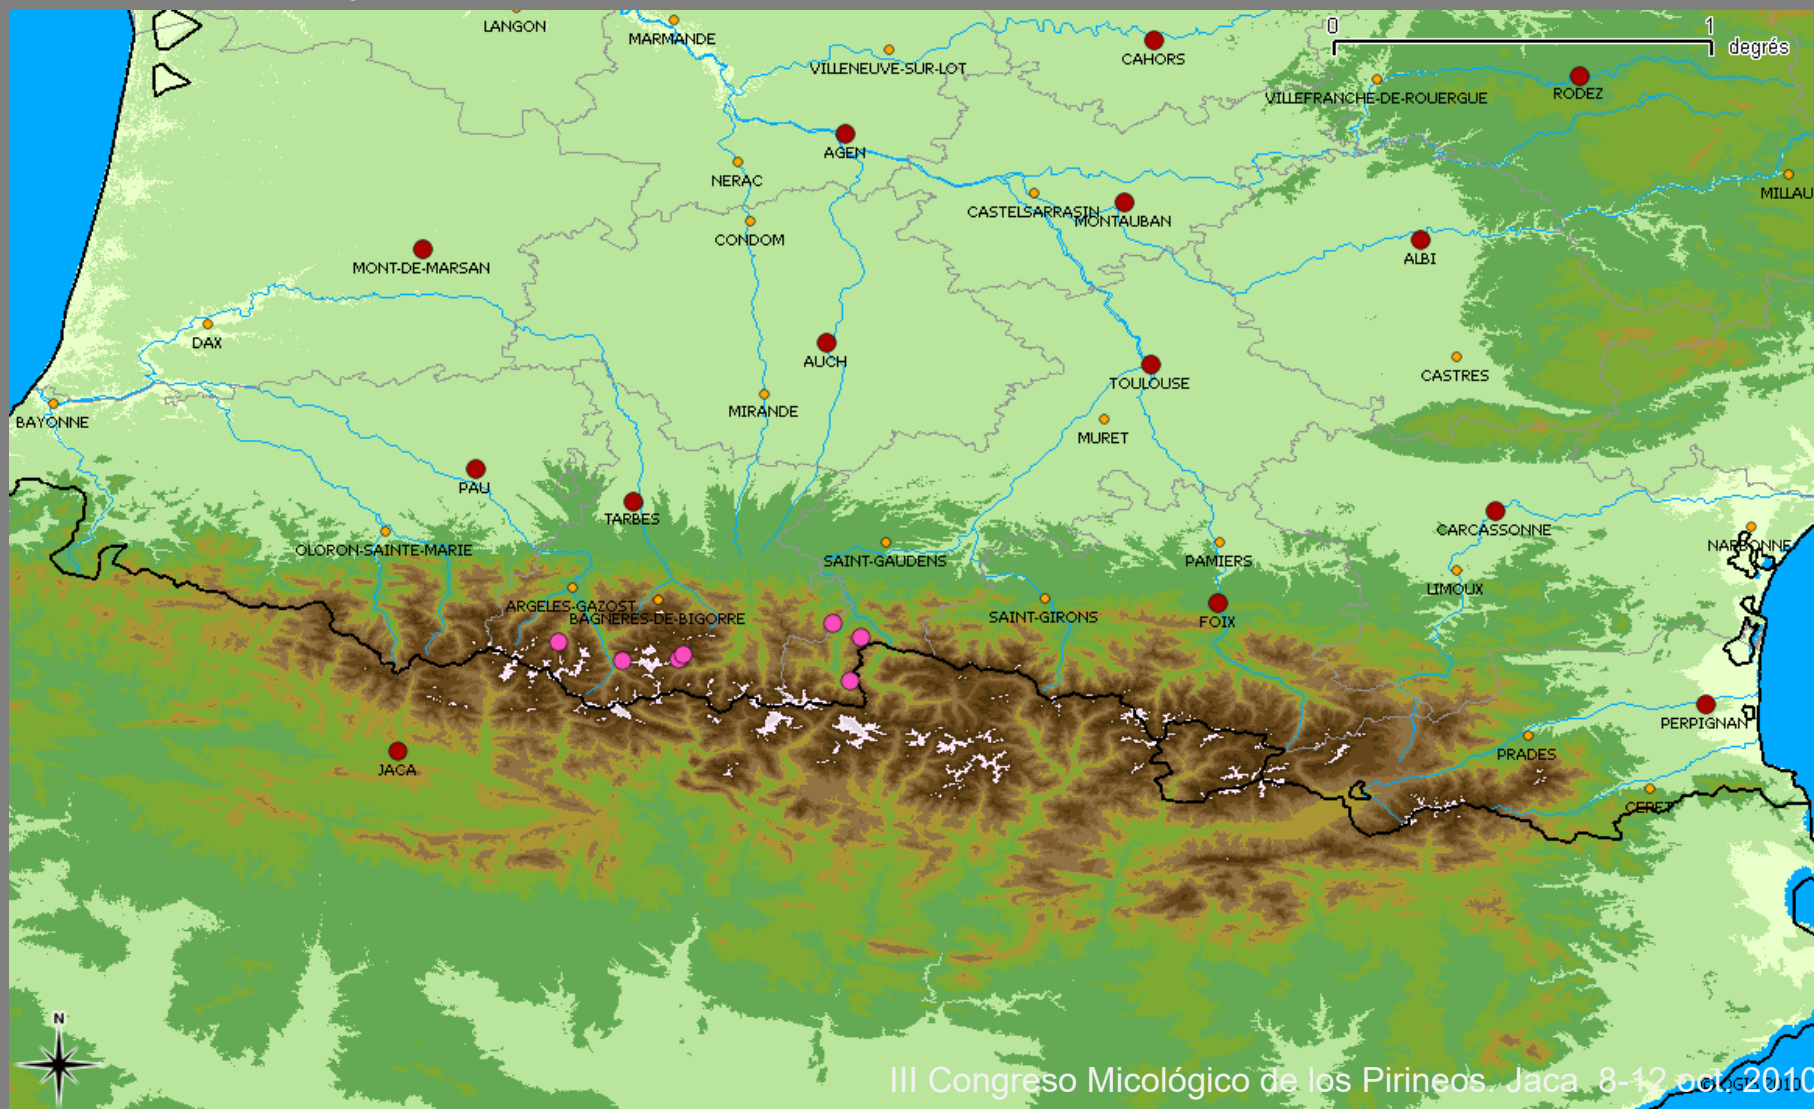 LANGON
MARMANDE
0
1
degrés
CAHORS
VILLENEUVE-SUR-LOT
VILLEFRANCHE-DE-ROUERGUE
RODEZ
AGEN
NERAC
MILLAU
CASTELSARRASIN
MONTAUBAN
CONDOM
ALBI
MONT-DE-MARSAN
DAX
AUCH
CASTRES
TOULOUSE
MIRANDE
BAYONNE
MURET
PAU
TARBES
CARCASSONNE
OLORON-SAINTE-MARIE
NARBONNE
SAINT-GAUDENS
PAMIERS
LIMOUX
ARGELES-GAZOST
BAGNERES-DE-BIGORRE
SAINT-GIRONS
FOIX
PERPIGNAN
PRADES
JACA
CERET
N
III Congreso Micológico de los Pirineos. Jaca 8-12 oct. 2010